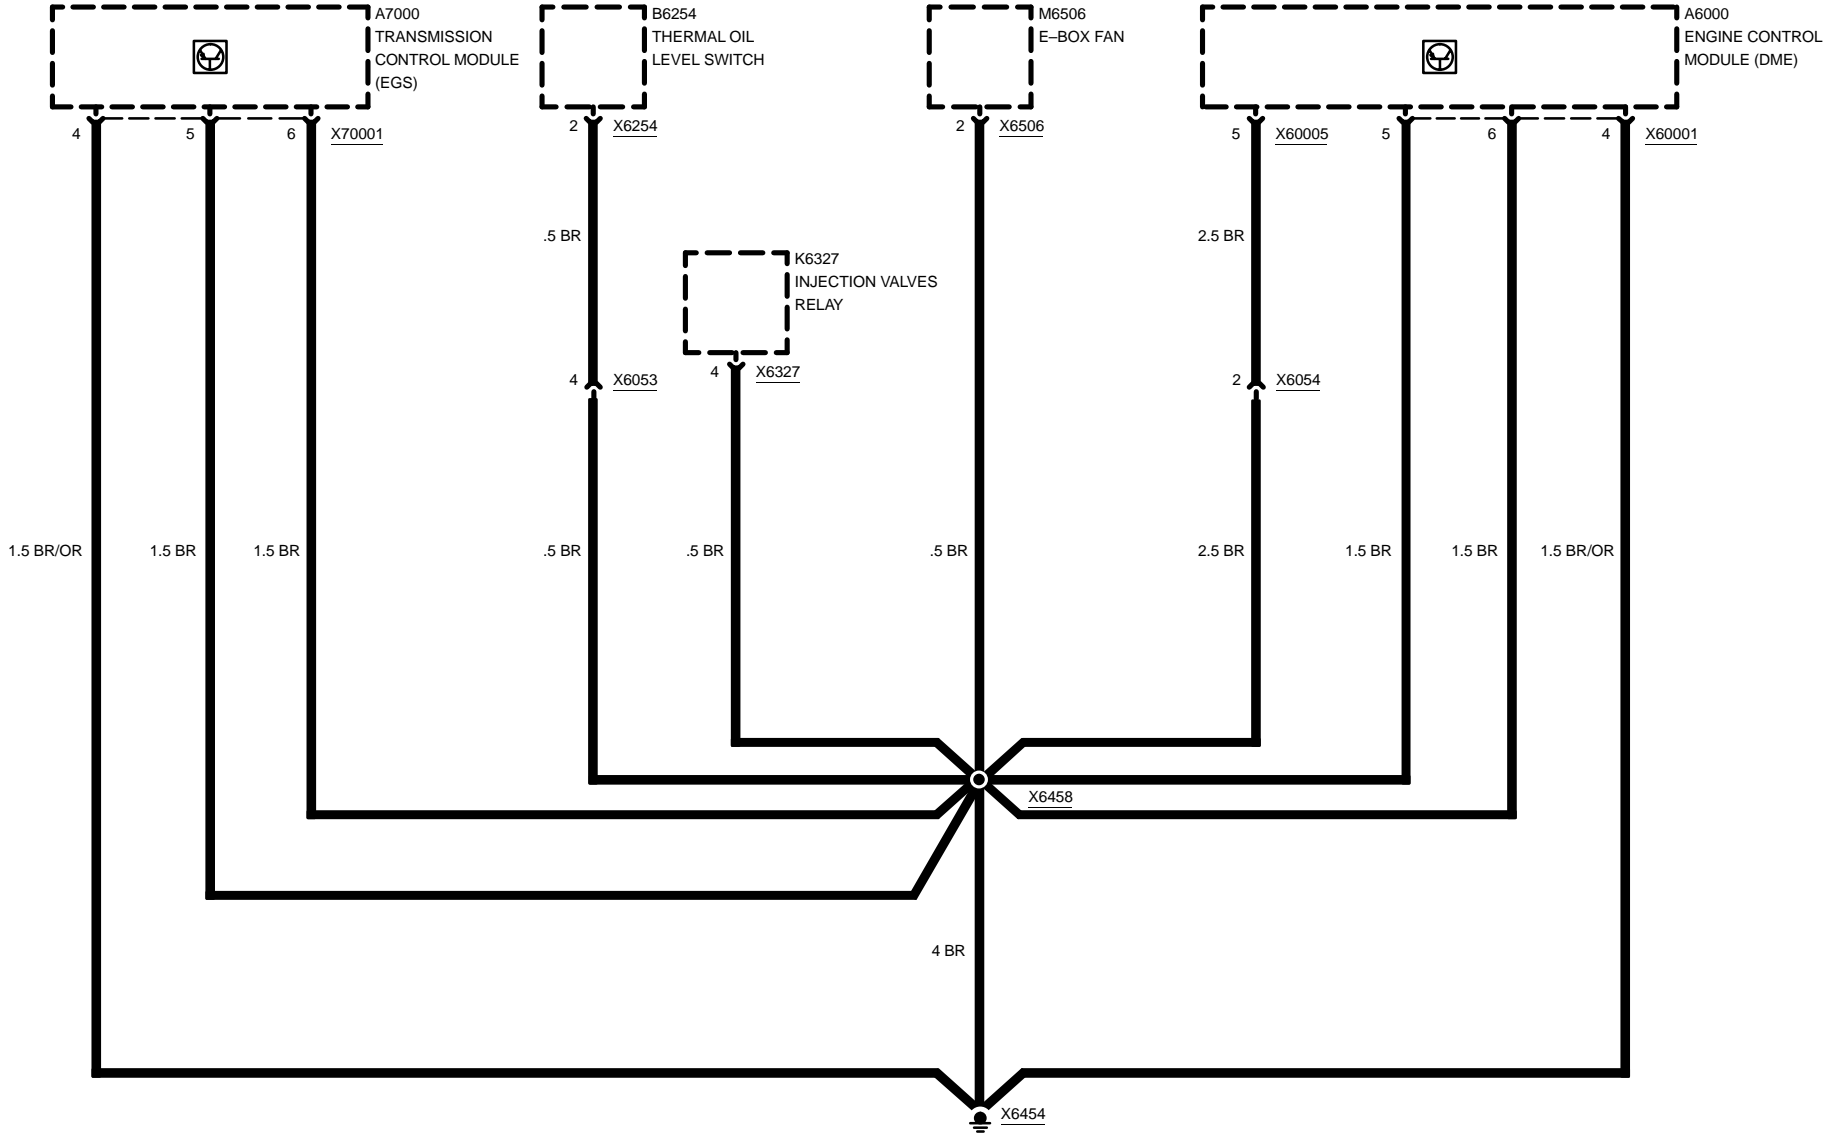 A7000
TRANSMISSION
CONTROL MODULE
(EGS)
B6254
THERMAL OIL
LEVEL SWITCH
M6506
E–BOX FAN
A6000
ENGINE CONTROL
MODULE (DME)
4
5
6
X70001
2
X6254
2
X6506
5
X60005
5
6
4
X60001
.5 BR
2.5 BR
K6327
INJECTION VALVES
RELAY
4
X6053
4
X6327
2
X6054
1.5 BR/OR
1.5 BR
1.5 BR
.5 BR
.5 BR
.5 BR
2.5 BR
1.5 BR
1.5 BR
1.5 BR/OR
X6458
4 BR
X6454